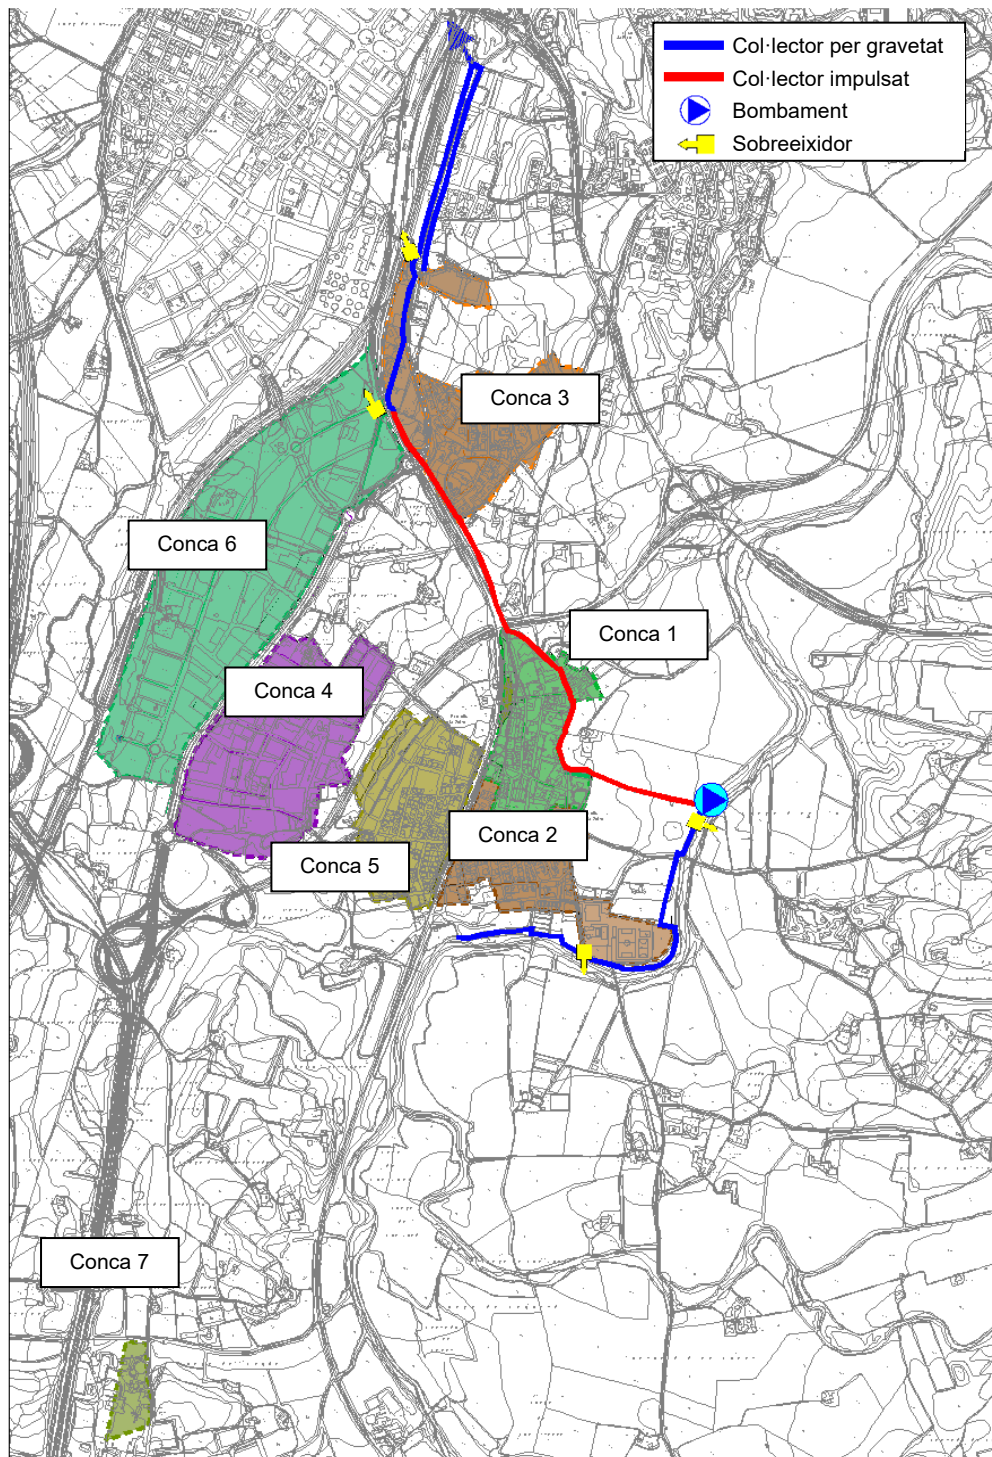 Col·lector per gravetat
Col·lector impulsat
Bombament
Sobreeixidor
Conca 3
Conca 6
Conca 1
Conca 4
Conca 2
Conca 5
Conca 7